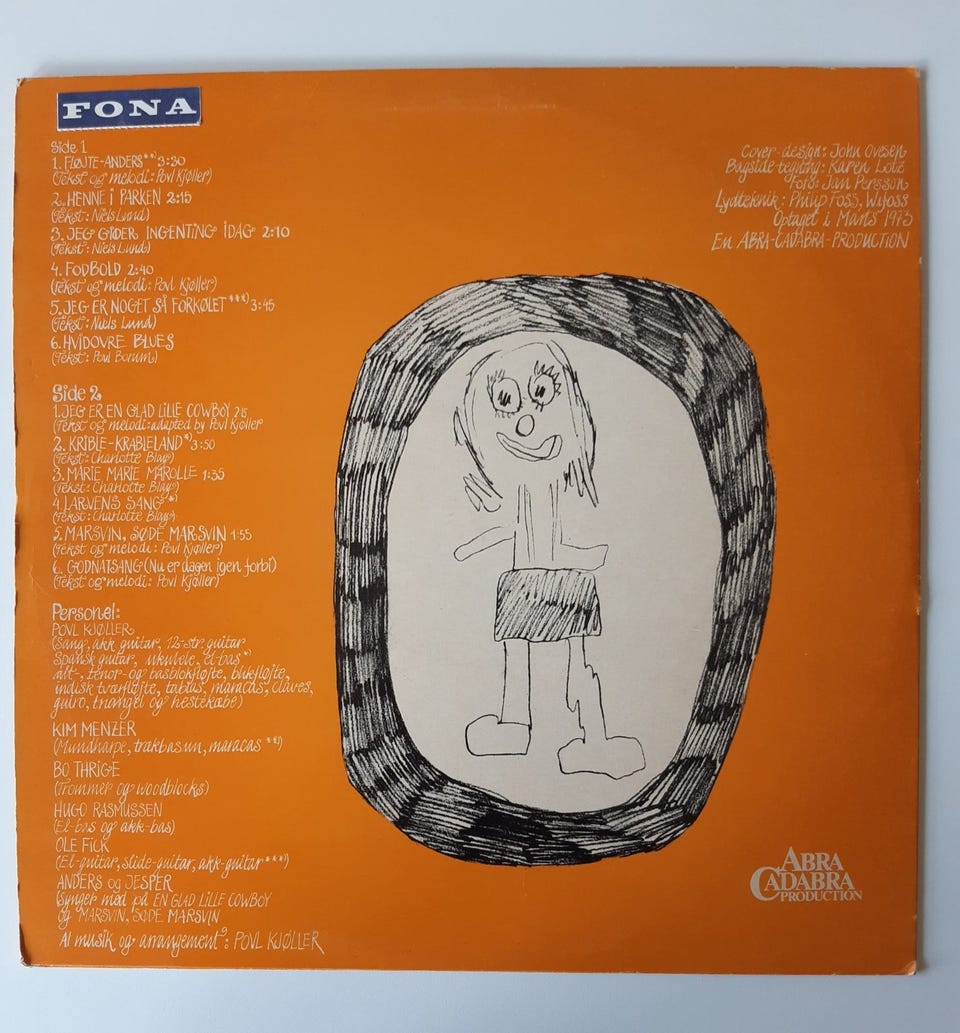 FONA
Side 1
1. FLØJTE-ANDERS**) 3:30
(Tekst og melodi: Povl Kjøller)
2. HENNE i PARKEN 2:15
(Tekst: Niels Lund)
3. JEG GIDER INGENTING IDAG 2:10
(Tekst: Niels Lund)
4. FODBOLD 2:40
(Tekst og melodi: Povl Kjøller)
5. JEG ER NOGET SÅ FORKØLET***) 3:45
(Tekst: Niels Lund)
6. HVIDOVRE BLUES
(Tekst: Poul Borum)
Side 2
1. JEG ER EN GLAD LILLE COWBOY 2:15
(Tekst og melodi: adapted by Povl Kjøller
2. KRIBLE-KRABLELAND*) 3:50
(Tekst: Charlotte Blay)
3. MARIE MARIE MAROLLE 1:35
(Tekst: Charlotte Blay)
4. LARVENS SANG*)
(Tekst: Charlotte Blay)
5. MARSVIN, SØDE MARSVIN 1:55
(Tekst og melodi: Povl Kjøller)
6. GODNATSANG (Nu er dagen igen forbi)
(Tekst og melodi: Povl Kjøller)
Personel:
POVL KJØLLER
(Sang, akk guitar, 12-str. guitar
Spansk guitar, ukulele, el-bas*)
alt-, tenor- og basblokfløjte, blikfløjte,
indisk tværfløjte, tablas, maracas, claves,
guiro, triangel og hestekæbe)
KIM MENZER
(Mundharpe, trækbasun, maracas**)
BO THRIGE
(Trommer og woodblocks)
HUGO RASMUSSEN
(El-bas og akk-bas)
OLE FICK
(El-guitar, slide-guitar, akk-guitar***)
ANDERS og JESPER
(Synger med på EN GLAD LILLE COWBOY
og MARSVIN, SØDE MARSVIN
Al musik og arrangement: POVL KJØLLER
Cover-design: John Ovesen
Bagside-tegning: Karen Lotz
Foto: Jan Persson
Lydteknik: Philip Foss, Wifoss
Optaget i Marts 1973
En ABRA-CADABRA-PRODUCTION
ABRA
CADABRA
PRODUCTION